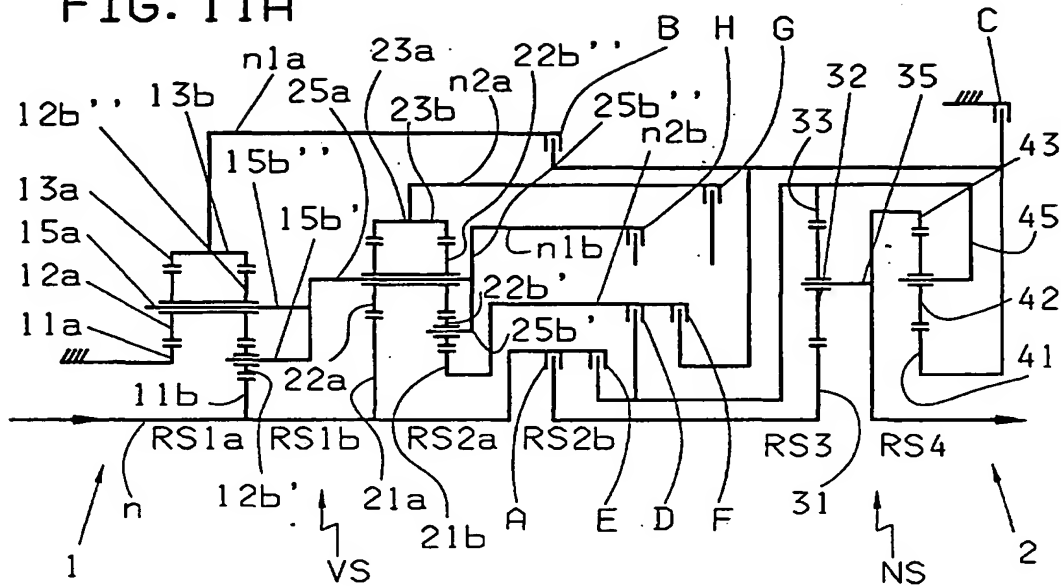 FIG. 11A
B H G C
23a 22b''
n1a n2a 32 35
13b 25a 25b''
12b'' 23b n2b 33 43
13a 15b''
15a 15b' 45
12a n1b
11a 22b' 42
22a 25b' 41
11b
RS1a RS1b RS2a RS2b RS3 RS4
n 12b' 21a 21b A E D F 31
1 VS NS 2